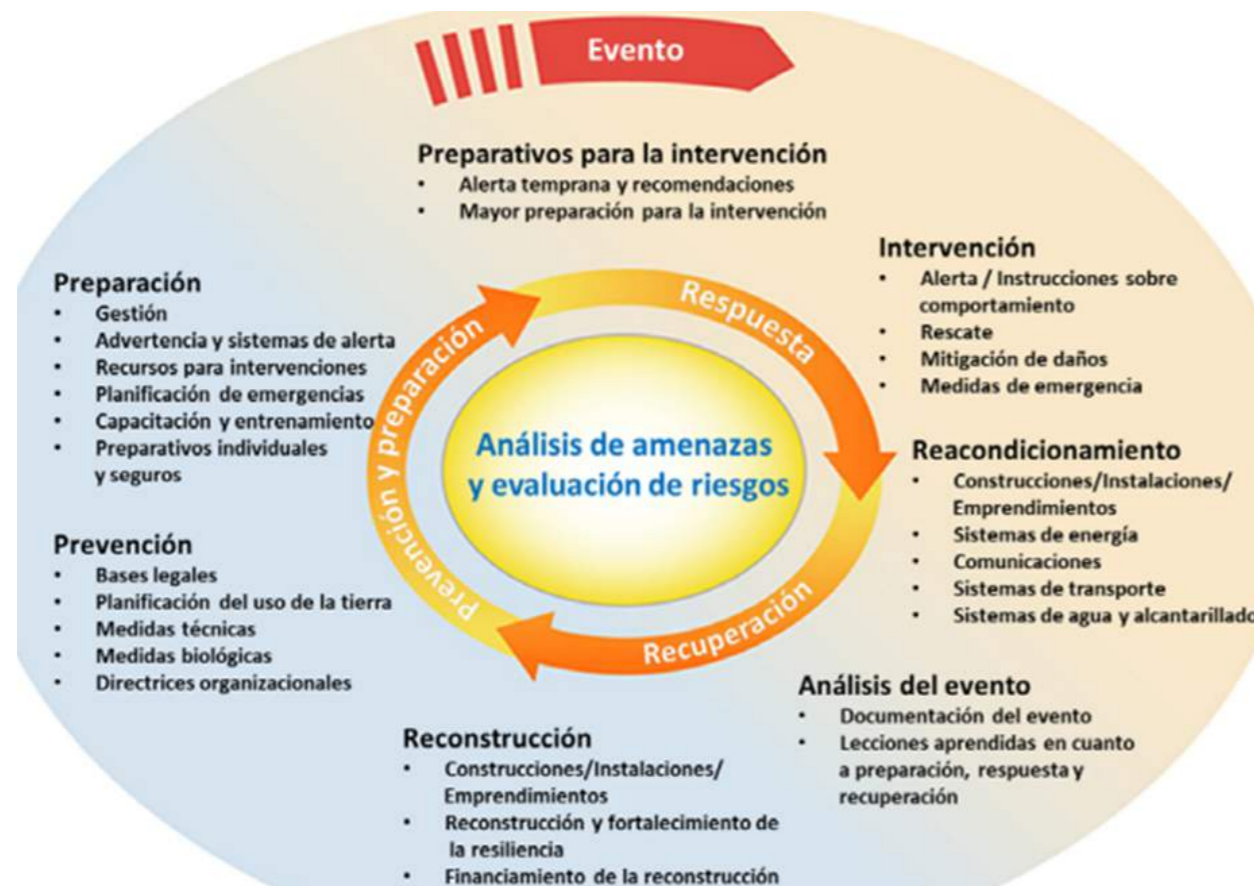 Evento
Preparativos para la intervención
• Alerta temprana y recomendaciones
• Mayor preparación para la intervención
Intervención
• Alerta / Instrucciones sobre
comportamiento
• Rescate
• Mitigación de daños
• Medidas de emergencia
Reacondicionamiento
• Construcciones/Instalaciones/
Emprendimientos
• Sistemas de energía
• Comunicaciones
• Sistemas de transporte
• Sistemas de agua y alcantarillado
Análisis del evento
• Documentación del evento
• Lecciones aprendidas en cuanto
a preparación, respuesta y
recuperación
Reconstrucción
• Construcciones/Instalaciones/
Emprendimientos
• Reconstrucción y fortalecimiento de
la resiliencia
• Financiamiento de la reconstrucción
Prevención
• Bases legales
• Planificación del uso de la tierra
• Medidas técnicas
• Medidas biológicas
• Directrices organizacionales
Preparación
• Gestión
• Advertencia y sistemas de alerta
• Recursos para intervenciones
• Planificación de emergencias
• Capacitación y entrenamiento
• Preparativos individuales
y seguros
Respuesta
Recuperación
Prevención y preparación
Análisis de amenazas
y evaluación de riesgos